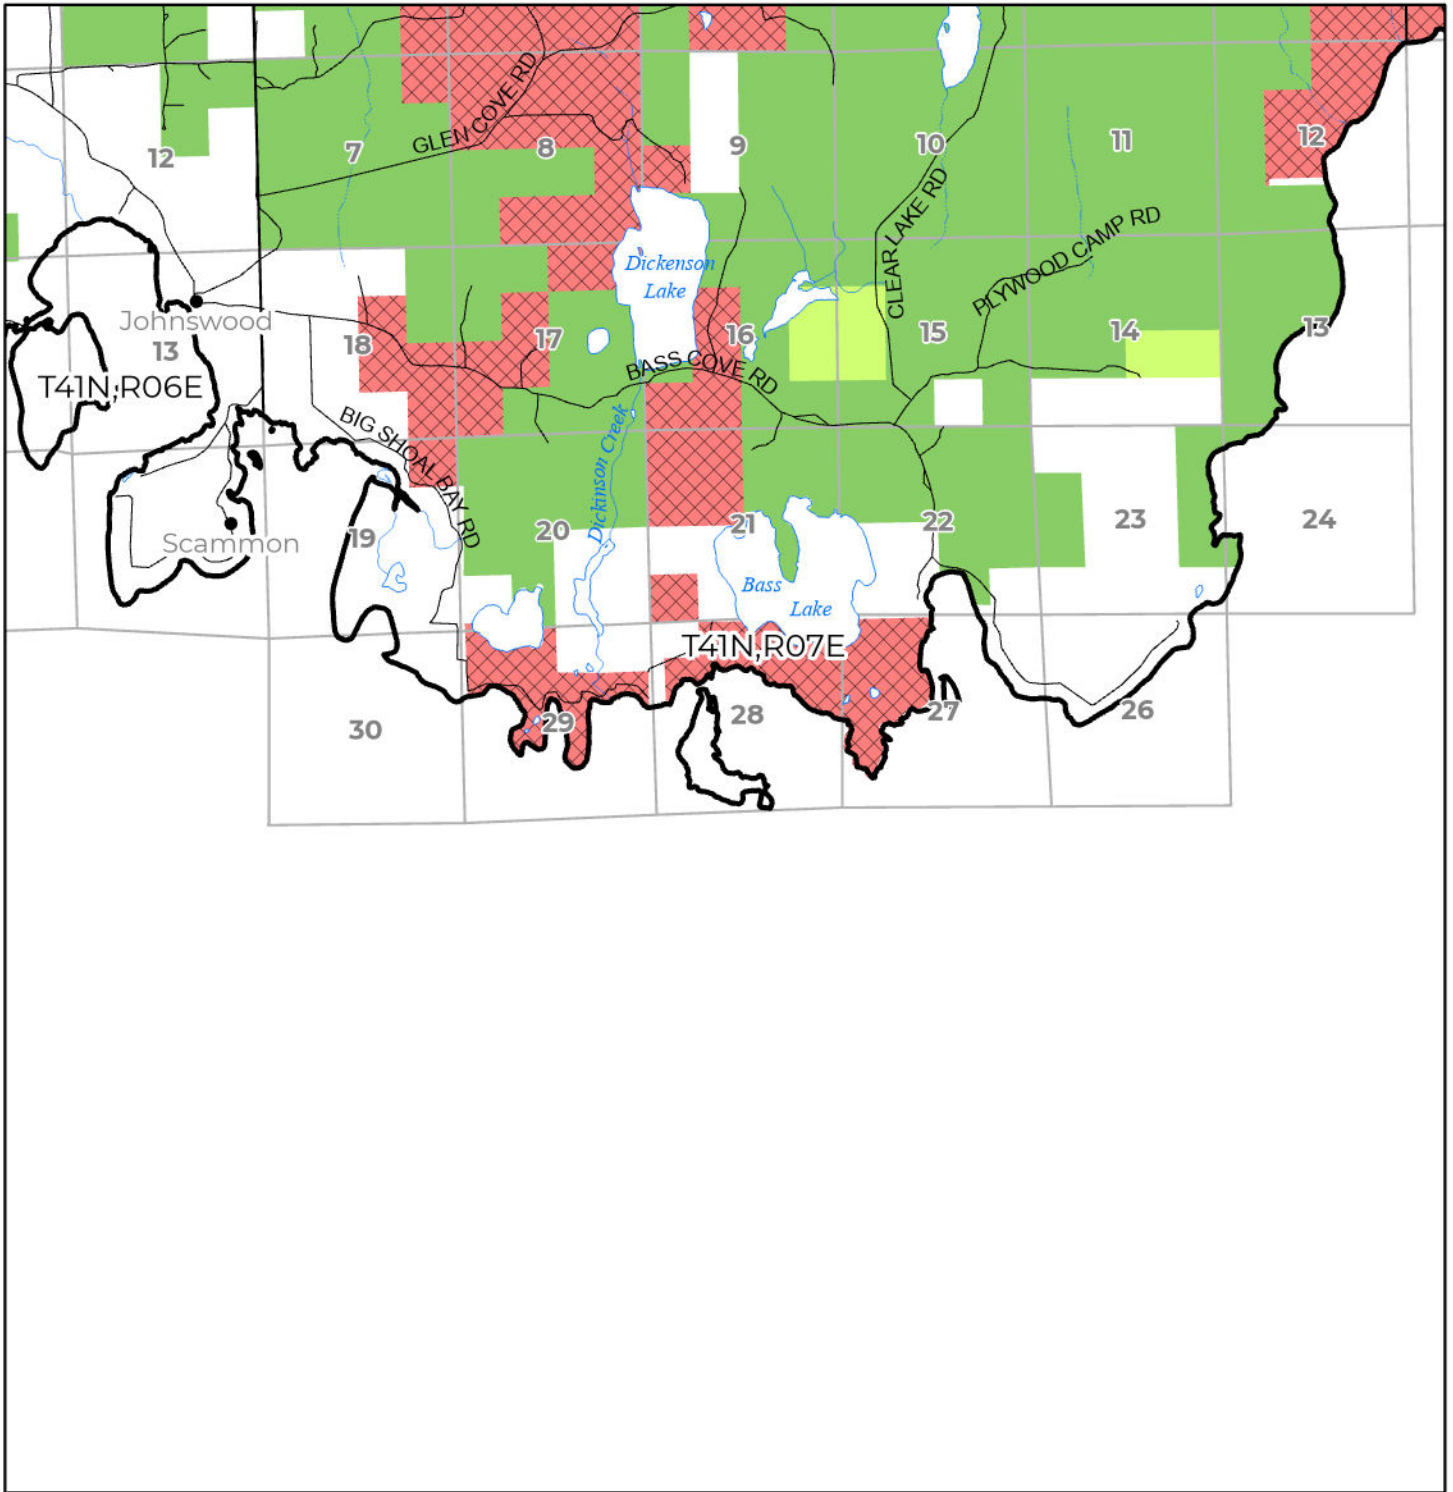 GLEN COVE RD
12
7
8
9
10
11
12
CLEAR LAKE RD
PLYWOOD CAMP RD
Dickenson
Lake
Johnswood
13
18
17
16
15
14
13
T41N,R06E
BASS COVE RD
BIG SHOAL BAY RD
Dickinson Creek
Scammon
19
20
21
22
23
24
Bass
Lake
T41N,R07E
30
29
28
27
26